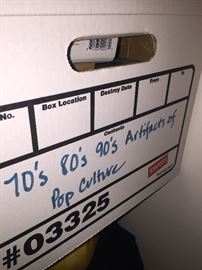 No.
Box Location
Destroy Date
From
To
Contents
70's 80's 90's Artifacts of
Pop Culture
#03325